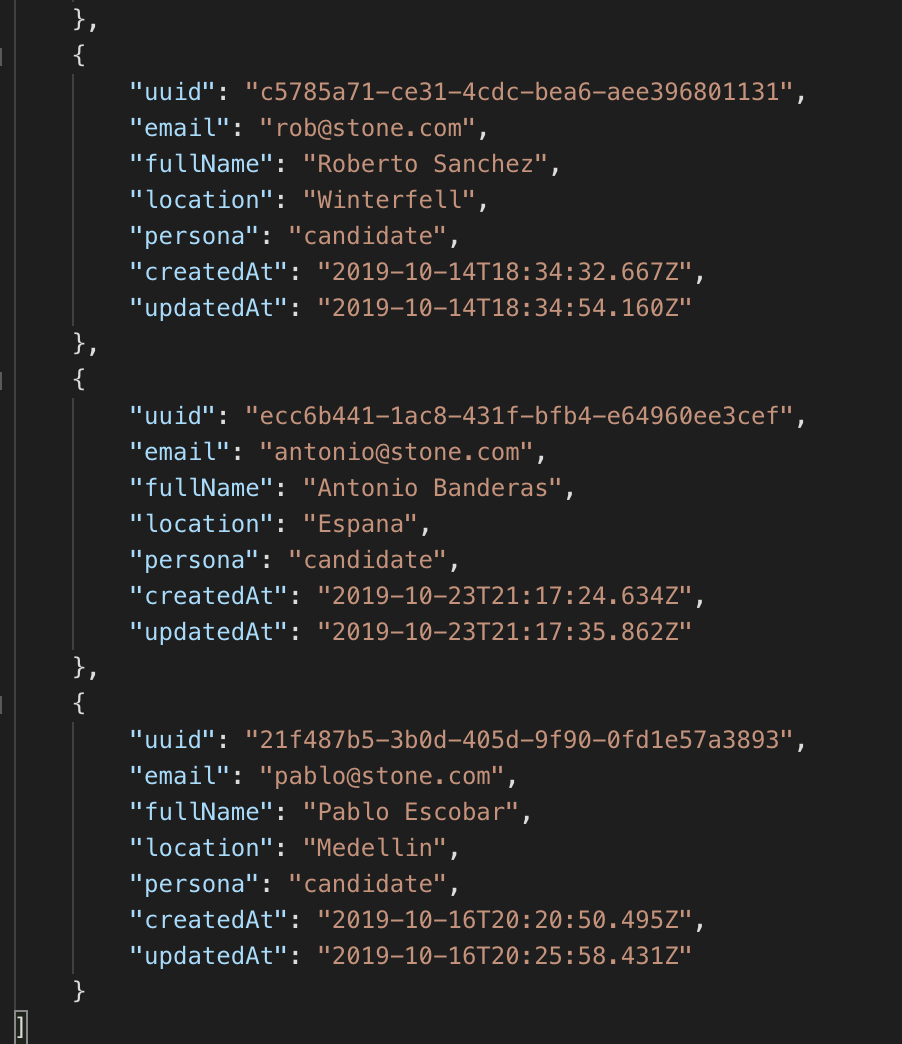 },
{
"uuid": "c5785a71-ce31-4cdc-bea6-aee396801131",
"email": "rob@stone.com",
"fullName": "Roberto Sanchez",
"location": "Winterfell",
"persona": "candidate",
"createdAt": "2019-10-14T18:34:32.667Z",
"updatedAt": "2019-10-14T18:34:54.160Z"
},
{
"uuid": "ecc6b441-1ac8-431f-bfb4-e64960ee3cef",
"email": "antonio@stone.com",
"fullName": "Antonio Banderas",
"location": "Espana",
"persona": "candidate",
"createdAt": "2019-10-23T21:17:24.634Z",
"updatedAt": "2019-10-23T21:17:35.862Z"
},
{
"uuid": "21f487b5-3b0d-405d-9f90-0fd1e57a3893",
"email": "pablo@stone.com",
"fullName": "Pablo Escobar",
"location": "Medellin",
"persona": "candidate",
"createdAt": "2019-10-16T20:20:50.495Z",
"updatedAt": "2019-10-16T20:25:58.431Z"
}
]